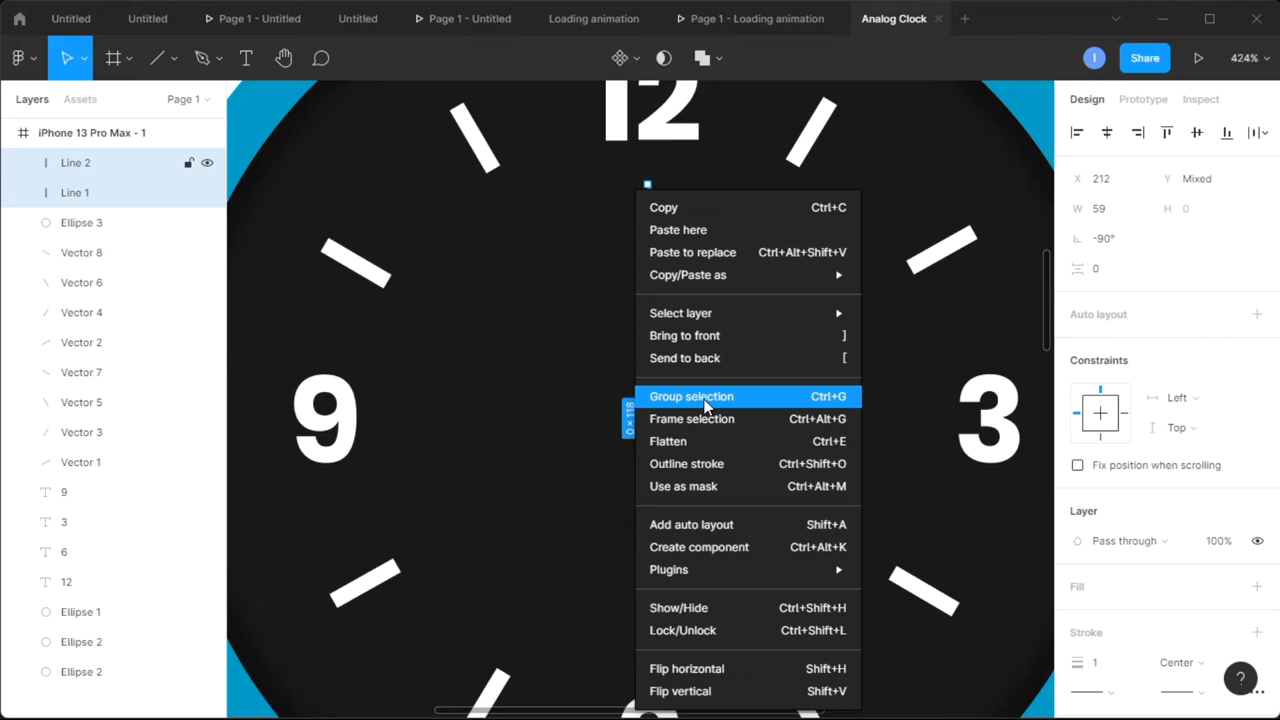 Untitled
Untitled
Page 1 - Untitled
Untitled
Page 1 - Untitled
Loading animation
Page 1 - Loading animation
Analog Clock
I
Share
424%
Layers
Assets
Page 1
Design
Prototype
Inspect
iPhone 13 Pro Max - 1
Line 2
Line 1
Ellipse 3
Vector 8
Vector 6
Vector 4
Vector 2
Vector 7
Vector 5
Vector 3
Vector 1
9
3
6
12
Ellipse 1
Ellipse 2
Ellipse 2
12
9
3
0 × 118
Copy Ctrl+C
Paste here
Paste to replace Ctrl+Alt+Shift+V
Copy/Paste as
Select layer
Bring to front ]
Send to back [
Group selection Ctrl+G
Frame selection Ctrl+Alt+G
Flatten Ctrl+E
Outline stroke Ctrl+Shift+O
Use as mask Ctrl+Alt+M
Add auto layout Shift+A
Create component Ctrl+Alt+K
Plugins
Show/Hide Ctrl+Shift+H
Lock/Unlock Ctrl+Shift+L
Flip horizontal Shift+H
Flip vertical Shift+V
X 212 Y Mixed
W 59 H 0
-90°
0
Auto layout
Constraints
Left
Top
Fix position when scrolling
Layer
Pass through 100%
Fill
Stroke
1 Center
?